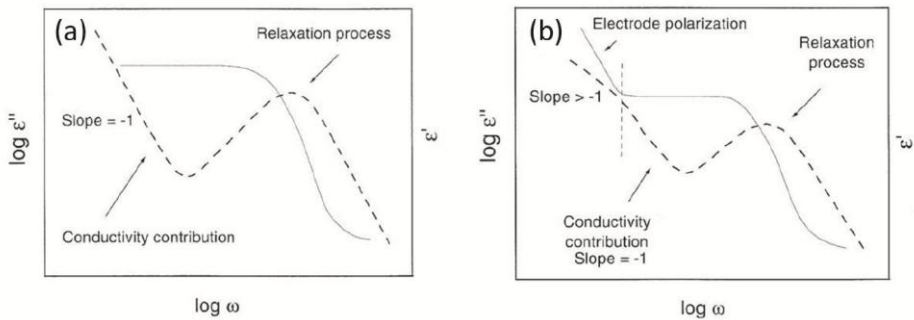 (a)
Relaxation process
Slope = -1
Conductivity contribution
log ε''
ε'
log ω
(b)
Electrode polarization
Relaxation
process
Slope > -1
Conductivity
contribution
Slope = -1
log ε''
ε'
log ω